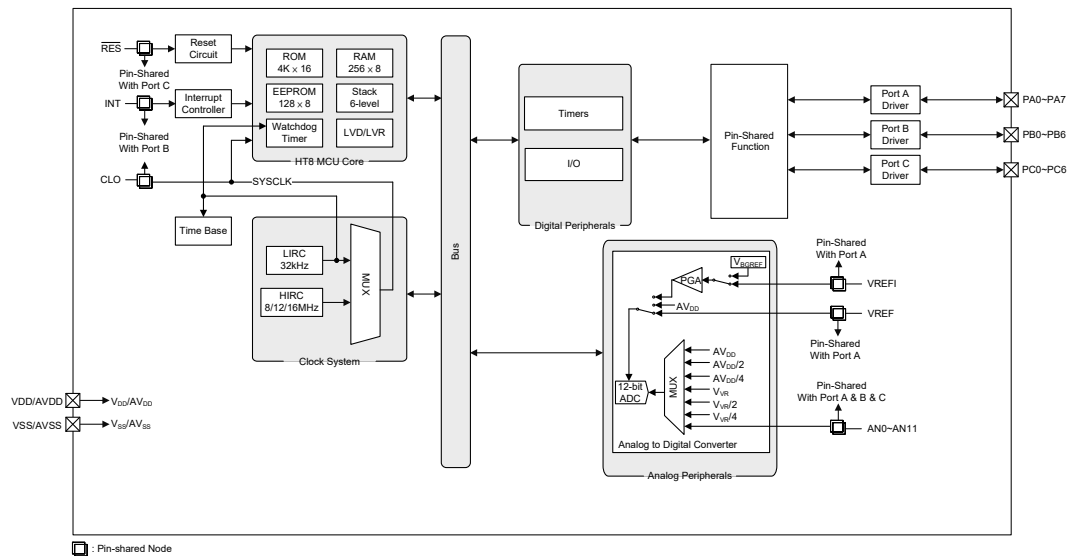 RES
Pin-Shared
With Port C
Reset
Circuit
INT
Interrupt
Controller
Pin-Shared
With Port B
CLO
SYSCLK
Time Base
ROM
4K × 16
RAM
256 × 8
EEPROM
128 × 8
Stack
6-level
Watchdog
Timer
LVD/LVR
HT8 MCU Core
LIRC
32kHz
HIRC
8/12/16MHz
MUX
Clock System
Bus
Timers
I/O
Digital Peripherals
Pin-Shared
Function
Port A
Driver
Port B
Driver
Port C
Driver
PA0~PA7
PB0~PB6
PC0~PC6
Pin-Shared
With Port A
VREFI
VREF
Pin-Shared
With Port A
VBGREF
PGA
AVDD
12-bit
ADC
MUX
AVDD
AVDD/2
AVDD/4
VVR
VVR/2
VVR/4
Pin-Shared
With Port A & B & C
AN0~AN11
Analog to Digital Converter
Analog Peripherals
VDD/AVDD
VDD/AVDD
VSS/AVSS
VSS/AVSS
: Pin-shared Node